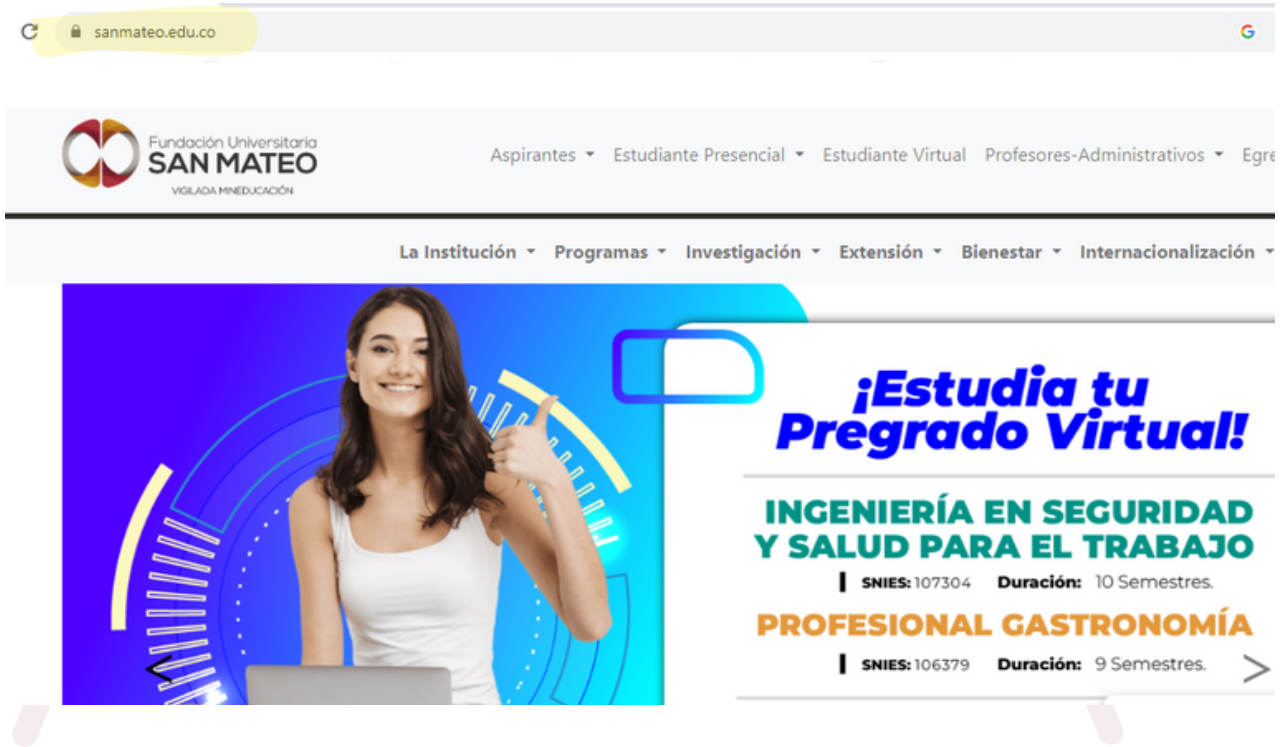 sanmateo.edu.co
Fundación Universitaria
SAN MATEO
VIGILADA MINEDUCACIÓN
Aspirantes Estudiante Presencial Estudiante Virtual Profesores-Administrativos Egre
La Institución Programas Investigación Extensión Bienestar Internacionalización
¡Estudia tu
Pregrado Virtual!
INGENIERÍA EN SEGURIDAD
Y SALUD PARA EL TRABAJO
SNIES: 107304 Duración: 10 Semestres.
PROFESIONAL GASTRONOMÍA
SNIES: 106379 Duración: 9 Semestres.